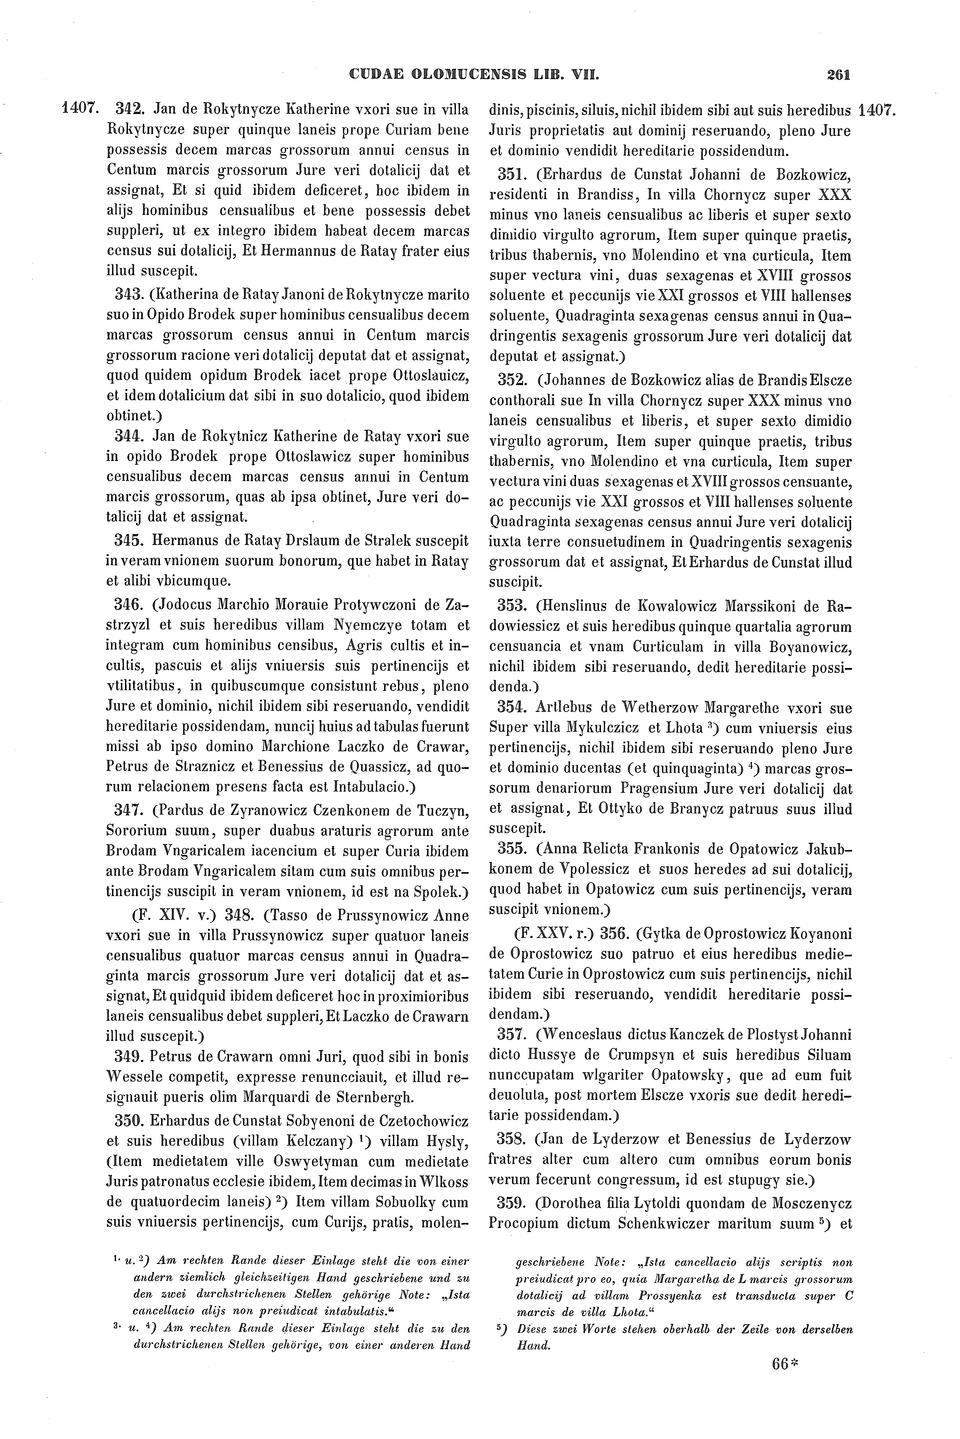 CUDAE OLOMUCENSIS LIB. VII. 261
1407. 342. Jan de Rokytnycze Katherine vxori sue in villa
Rokytnycze super quinque laneis prope Curiam bene
possessis decem marcas grossorum annui census in
Centum marcis grossorum Jure veri dotalicij dat et
assignat, Et si quid ibidem deficeret, hoc ibidem in
alijs hominibus censualibus et bene possessis debet
suppleri, ut ex integro ibidem habeat decem marcas
census sui dotalicij, Et Hermannus de Ratay frater eius
illud suscepit.
343. (Katherina de Ratay Janoni de Rokytnycze marito
suo in Opido Brodek super hominibus censualibus decem
marcas grossorum census annui in Centum marcis
grossorum racione veri dotalicij deputat dat et assignat,
quod quidem opidum Brodek iacet prope Ottoslauicz,
et idem dotalicium dat sibi in suo dotalicio, quod ibidem
obtinet.)
344. Jan de Rokytnicz Katherine de Ratay vxori sue
in opido Brodek prope Ottoslawicz super hominibus
censualibus decem marcas census annui in Centum
marcis grossorum, quas ab ipsa obtinet, Jure veri do-
talicij dat et assignat.
345. Hermanus de Ratay Drslaum de Stralek suscepit
in veram vnionem suorum bonorum, que habet in Ratay
et alibi vbicumque.
346. (Jodocus Marchio Morauie Protywczoni de Za-
strzyzl et suis heredibus villam Nyemczye totam et
integram cum hominibus censibus, Agris cultis et in-
cultis, pascuis et alijs vniuersis suis pertinencijs et
vtilitatibus, in quibuscumque consistunt rebus, pleno
Jure et dominio, nichil ibidem sibi reseruando, vendidit
hereditarie possidendam, nuncij huius ad tabulas fuerunt
missi ab ipso domino Marchione Laczko de Crawar,
Petrus de Straznicz et Benessius de Quassicz, ad quo-
rum relacionem presens facta est Intabulacio.)
347. (Pardus de Zyranowicz Czenkonem de Tuczyn,
Sororium suum, super duabus araturis agrorum ante
Brodam Vngaricalem iacencium et super Curia ibidem
ante Brodam Vngaricalem sitam cum suis omnibus per-
tinencijs suscipit in veram vnionem, id est na Spolek.)
(F. XIV. v.) 348. (Tasso de Prussynowicz Anne
vxori sue in villa Prussynowicz super quatuor laneis
censualibus quatuor marcas census annui in Quadra-
ginta marcis grossorum Jure veri dotalicij dat et as-
signat, Et quidquid ibidem deficeret hoc in proximioribus
laneis censualibus debet suppleri, Et Laczko de Crawarn
illud suscepit.)
349. Petrus de Crawarn omni Juri, quod sibi in bonis
Wessele competit, expresse renuncciauit, et illud re-
signauit pueris olim Marquardi de Sternbergh.
350. Erhardus de Cunstat Sobyenoni de Czetochowicz
et suis heredibus (villam Kelczany) ¹) villam Hysly,
(Item medietatem ville Oswyetyman cum medietate
Juris patronatus ecclesie ibidem, Item decimas in Wlkoss
de quatuordecim laneis) ²) Item villam Sobuolky cum
suis vniuersis pertinencijs, cum Curijs, pratis, molen-
dinis, piscinis, siluis, nichil ibidem sibi aut suis heredibus 1407.
Juris proprietatis aut dominij reseruando, pleno Jure
et dominio vendidit hereditarie possidendum.
351. (Erhardus de Cunstat Johanni de Bozkowicz,
residenti in Brandiss, In villa Chornycz super XXX
minus vno laneis censualibus ac liberis et super sexto
dimidio virgulto agrorum, Item super quinque praetis,
tribus thabernis, vno Molendino et vna curticula, Item
super vectura vini, duas sexagenas et XVIII grossos
soluente et peccunijs vie XXI grossos et VIII hallenses
soluente, Quadraginta sexagenas census annui in Qua-
dringentis sexagenis grossorum Jure veri dotalicij dat
deputat et assignat.)
352. (Johannes de Bozkowicz alias de Brandis Elscze
conthorali sue In villa Chornycz super XXX minus vno
laneis censualibus et liberis, et super sexto dimidio
virgulto agrorum, Item super quinque praetis, tribus
thabernis, vno Molendino et vna curticula, Item super
vectura vini duas sexagenas et XVIII grossos censuante,
ac peccunijs vie XXI grossos et VIII hallenses soluente
Quadraginta sexagenas census annui Jure veri dotalicij
iuxta terre consuetudinem in Quadringentis sexagenis
grossorum dat et assignat, Et Erhardus de Cunstat illud
suscipit.
353. (Henslinus de Kowalowicz Marssikoni de Ra-
dowiessicz et suis heredibus quinque quartalia agrorum
censuancia et vnam Curticulam in villa Boyanowicz,
nichil ibidem sibi reseruando, dedit hereditarie possi-
denda.)
354. Artlebus de Wetherzow Margarethe vxori sue
Super villa Mykulczicz et Lhota ³) cum vniuersis eius
pertinencijs, nichil ibidem sibi reseruando pleno Jure
et dominio ducentas (et quinquaginta) ⁴) marcas gros-
sorum denariorum Pragensium Jure veri dotalicij dat
et assignat, Et Ottyko de Branycz patruus suus illud
suscepit.
355. (Anna Relicta Frankonis de Opatowicz Jakub-
konem de Vpolessicz et suos heredes ad sui dotalicij,
quod habet in Opatowicz cum suis pertinencijs, veram
suscipit vnionem.)
(F. XXV. r.) 356. (Gytka de Oprostowicz Koyanoni
de Oprostowicz suo patruo et eius heredibus medie-
tatem Curie in Oprostowicz cum suis pertinencijs, nichil
ibidem sibi reseruando, vendidit hereditarie possi-
dendam.)
357. (Wenceslaus dictus Kanczek de Plostyst Johanni
dicto Hussye de Crumpsyn et suis heredibus Siluam
nunccupatam wlgariter Opatowsky, que ad eum fuit
deuoluta, post mortem Elscze vxoris sue dedit heredi-
tarie possidendam.)
358. (Jan de Lyderzow et Benessius de Lyderzow
fratres alter cum altero cum omnibus eorum bonis
verum fecerunt congressum, id est stupugy sie.)
359. (Dorothea filia Lytoldi quondam de Mosczenycz
Procopium dictum Schenkwiczer maritum suum ⁵) et
¹· u. ²) Am rechten Rande dieser Einlage steht die von einer
andern ziemlich gleichzeitigen Hand geschriebene und zu
den zwei durchstrichenen Stellen gehörige Note: „Ista
cancellacio alijs non preiudicat intabulatis.“
³· u. ⁴) Am rechten Rande dieser Einlage steht die zu den
durchstrichenen Stellen gehörige, von einer anderen Hand
geschriebene Note: „Ista cancellacio alijs scriptis non
preiudicat pro eo, quia Margaretha de L marcis grossorum
dotalicij ad villam Prossyenka est transducta super C
marcis de villa Lhota.“
⁵) Diese zwei Worte stehen oberhalb der Zeile von derselben
Hand.
66*